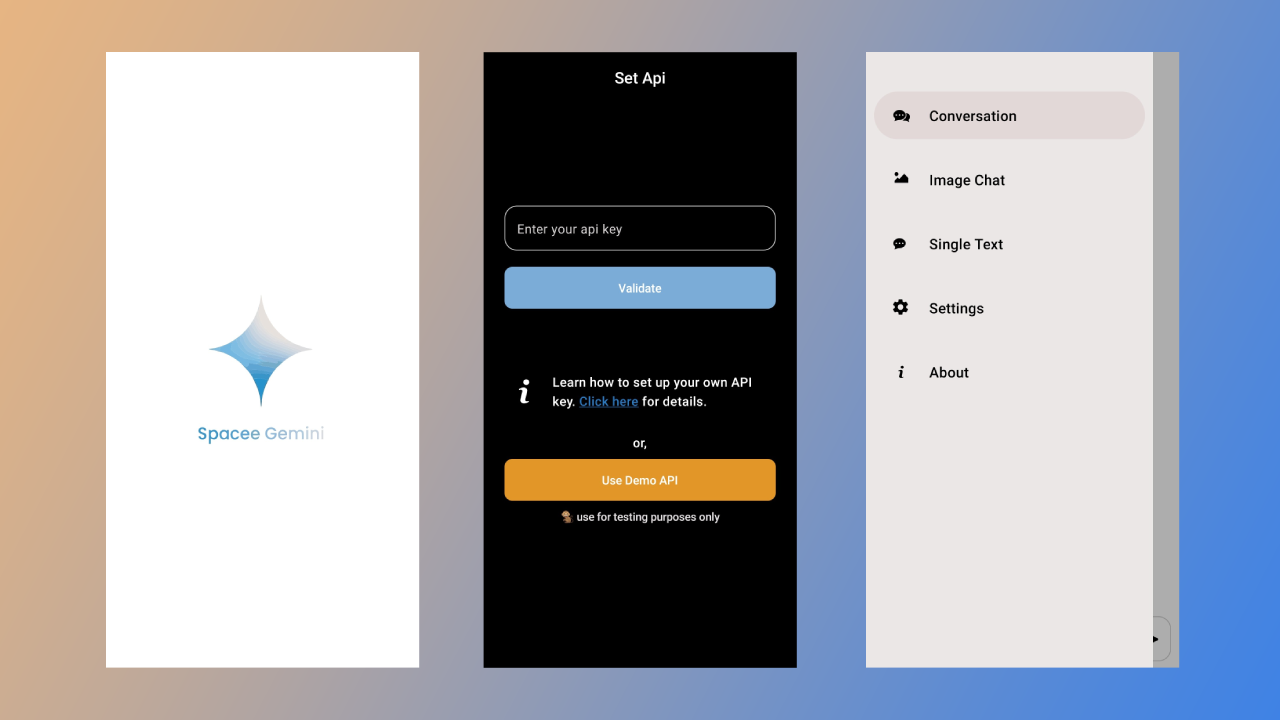 Spacee Gemini
Set Api
Enter your api key
Validate
Learn how to set up your own API
key. Click here for details.
or,
Use Demo API
use for testing purposes only
Conversation
Image Chat
Single Text
Settings
About